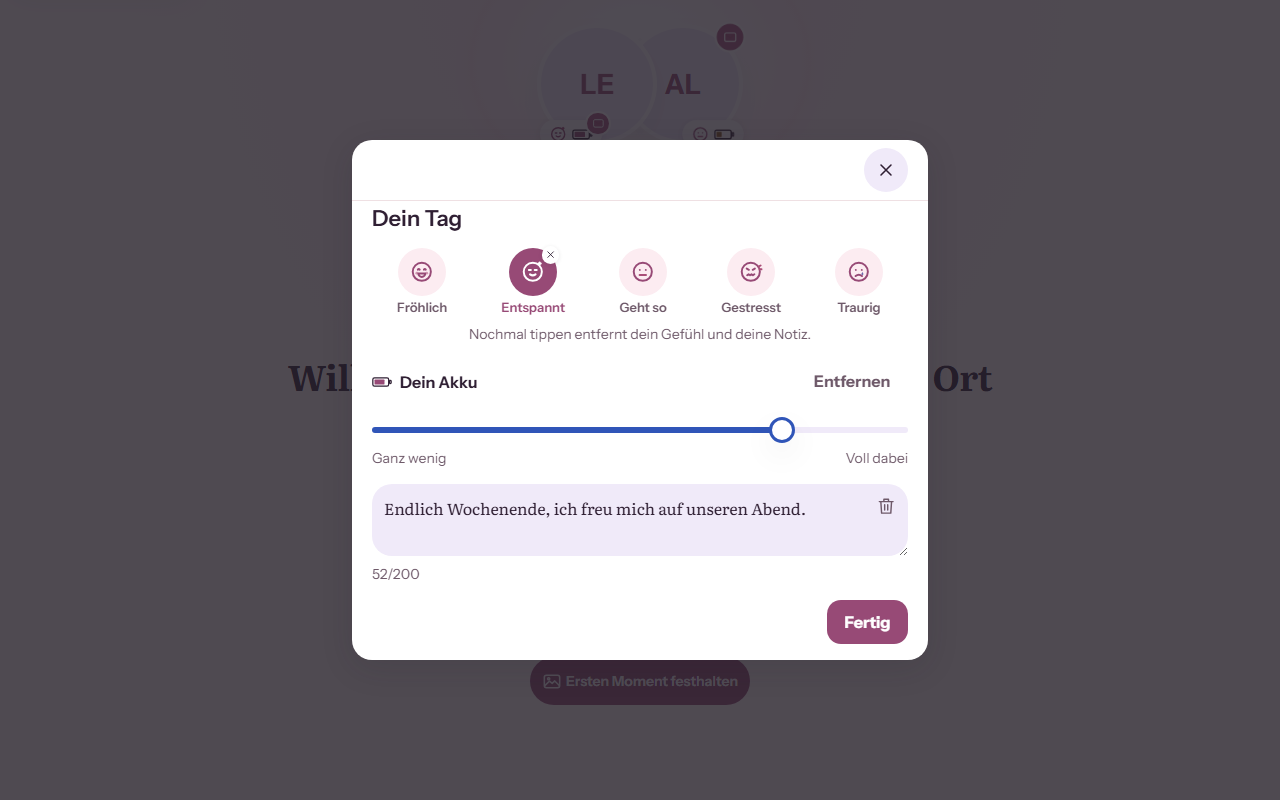 LE AL
Dein Tag
Fröhlich Entspannt Geht so Gestresst Traurig
Nochmal tippen entfernt dein Gefühl und deine Notiz.
Will Ort
Dein Akku Entfernen
Ganz wenig Voll dabei
Endlich Wochenende, ich freu mich auf unseren Abend.
52/200
Fertig
Ersten Moment festhalten